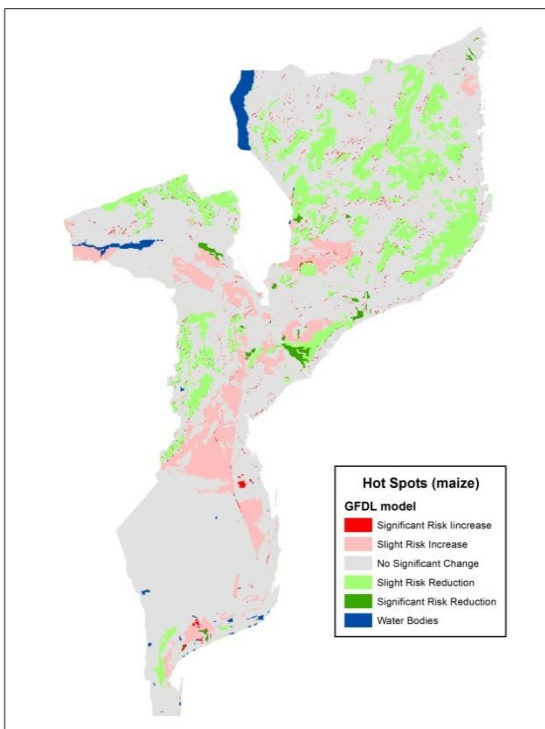 Hot Spots (maize)
GFDL model
Significant Risk Iincrease
Slight Risk Increase
No Significant Change
Slight Risk Reduction
Significant Risk Reduction
Water Bodies